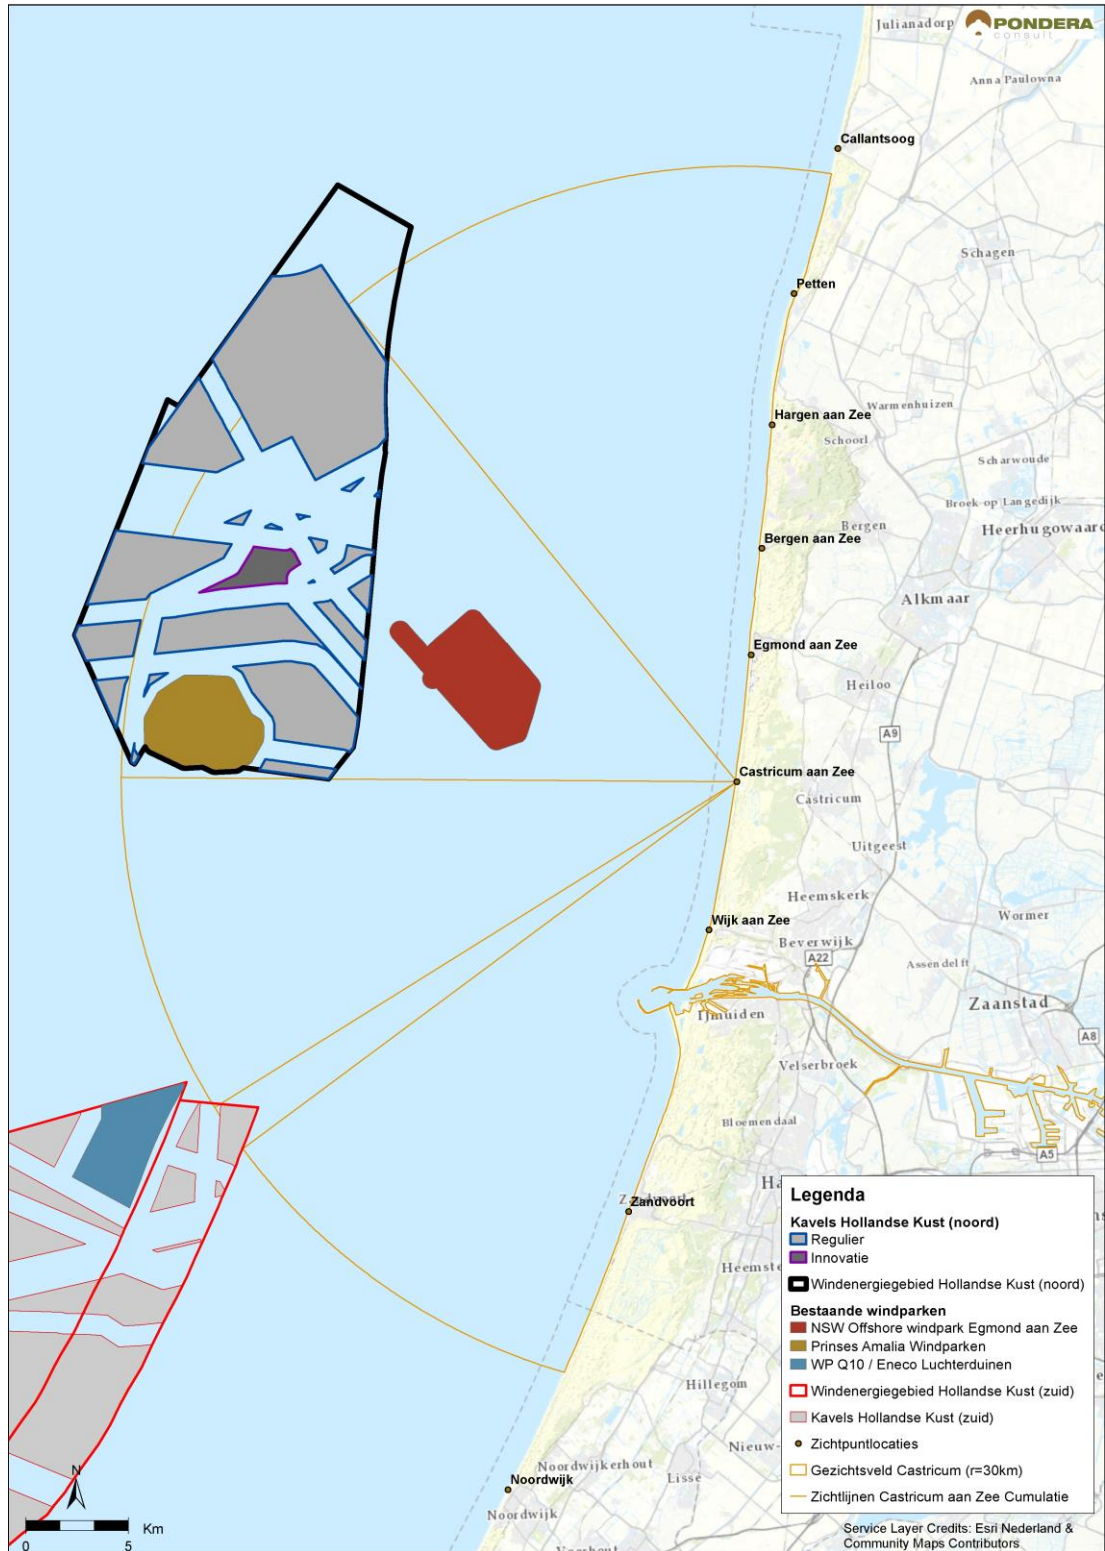 PONDERA
consult
Julianadorp
Anna Paulowna
Callantsoog
Schagen
Petten
Warmenhuizen
Hargen aan Zee
Schoorl
Scharwoude
Broek op Langedijk
Bergen
Heerhugowaard
Bergen aan Zee
Alkmaar
Egmond aan Zee
Heiloo
A9
Castricum aan Zee
Castricum
Uitgeest
Heemskerk
Wormer
Wijk aan Zee
Beverwijk
A22
Assendelft
Zaanstad
IJmuiden
A8
Velserbroek
Bloemendaal
A5
Zandvoort
Zandvoort
Heemste
Hillegom
Nieuw-
Noordwijkerhout
Lisse
Noordwijk
Noordwijk
Voorhout
Legenda
Kavels Hollandse Kust (noord)
Regulier
Innovatie
Windenergiegebied Hollandse Kust (noord)
Bestaande windparken
NSW Offshore windpark Egmond aan Zee
Prinses Amalia Windparken
WP Q10 / Eneco Luchterduinen
Windenergiegebied Hollandse Kust (zuid)
Kavels Hollandse Kust (zuid)
Zichtpuntlocaties
Gezichtsveld Castricum (r=30km)
Zichtlijnen Castricum aan Zee Cumulatie
Service Layer Credits: Esri Nederland &
Community Maps Contributors
N
Km
0 5